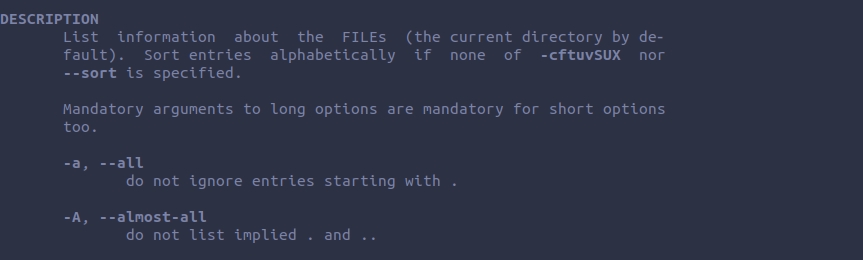 DESCRIPTION
List information about the FILEs (the current directory by de-
fault). Sort entries alphabetically if none of -cftuvSUX nor
--sort is specified.
Mandatory arguments to long options are mandatory for short options
too.
-a, --all
do not ignore entries starting with .
-A, --almost-all
do not list implied . and ..